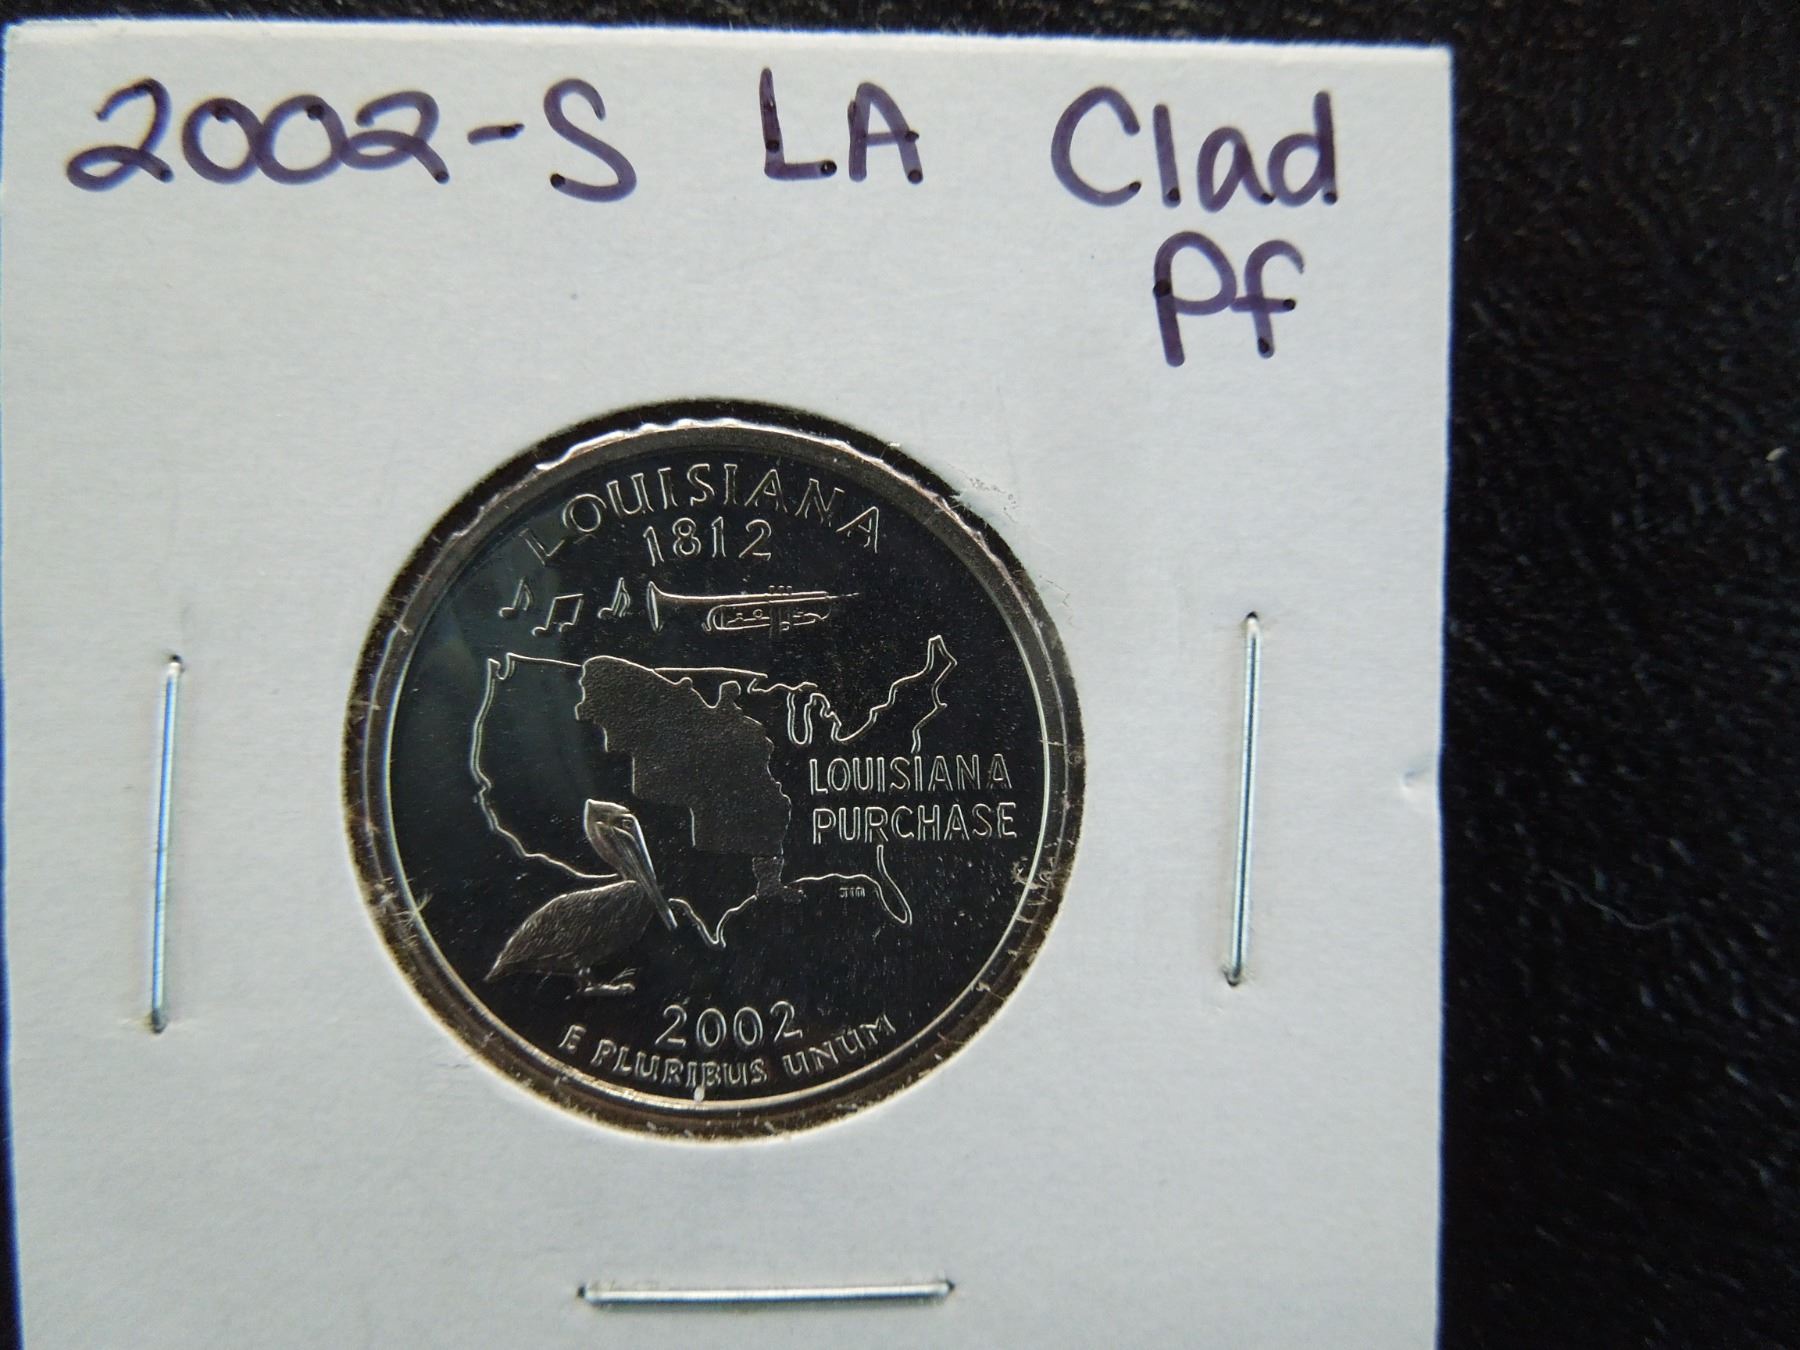 2002-S LA Clad
Pf
LOUISIANA
1812
LOUISIANA
PURCHASE
2002
E PLURIBUS UNUM